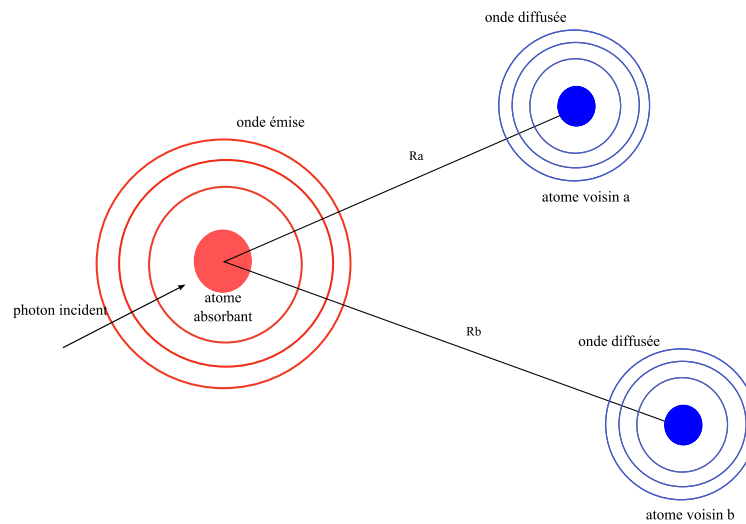 onde diffusée
onde émise
Ra
atome voisin a
photon incident
atome
absorbant
Rb
onde diffusée
atome voisin b